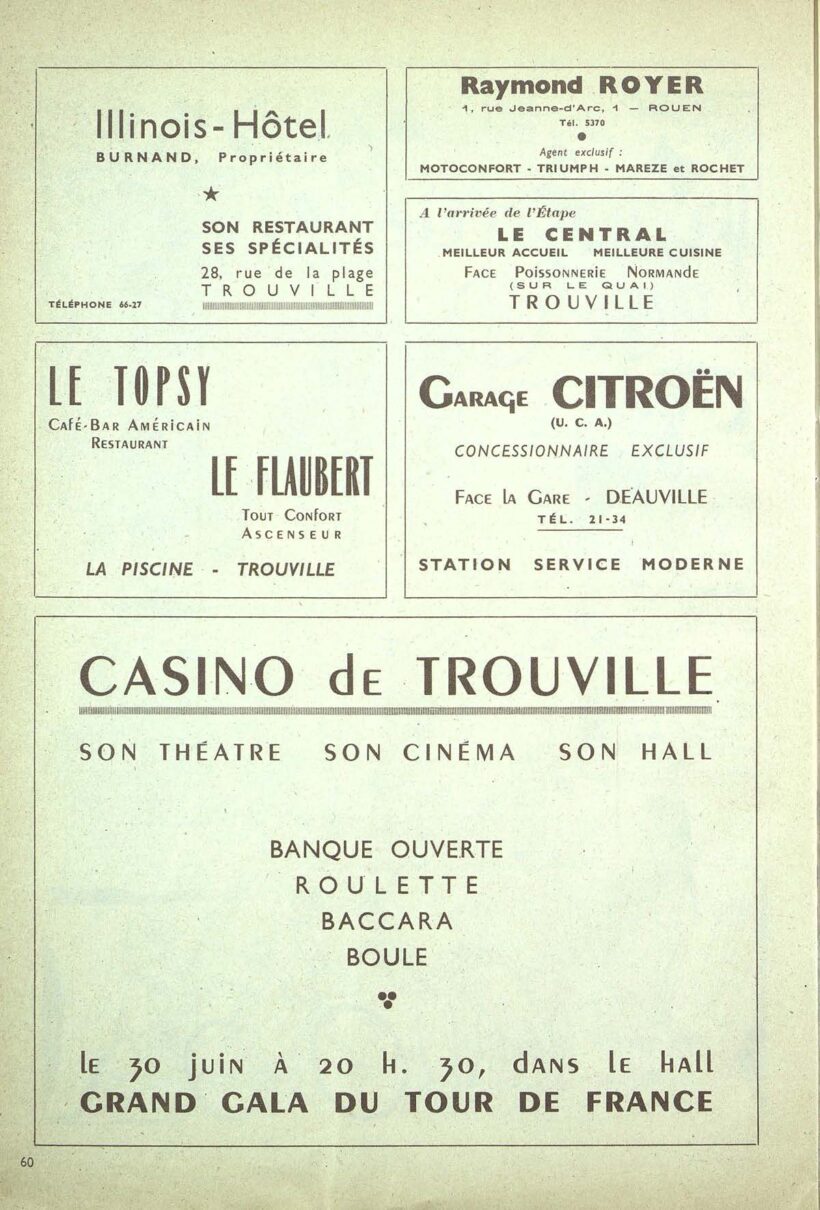 Illinois-Hôtel
BURNAND, Propriétaire
SON RESTAURANT
SES SPÉCIALITÉS
28, rue de la plage
TROUVILLE
TÉLÉPHONE 66-27
Raymond ROYER
1, rue Jeanne-d'Arc, 1 — ROUEN
Tél. 5370
Agent exclusif :
MOTOCONFORT - TRIUMPH - MAREZE et ROCHET
A l'arrivée de l'Étape
LE CENTRAL
MEILLEUR ACCUEIL MEILLEURE CUISINE
Face Poissonnerie Normande
(SUR LE QUAI)
TROUVILLE
LE TOPSY
Café-Bar Américain
Restaurant
LE FLAUBERT
Tout Confort
Ascenseur
LA PISCINE - TROUVILLE
Garage CITROËN
(U. C. A.)
CONCESSIONNAIRE EXCLUSIF
Face la Gare - DEAUVILLE
TÉL. 21-34
STATION SERVICE MODERNE
CASINO de TROUVILLE
SON THÉATRE SON CINÉMA SON HALL
BANQUE OUVERTE
ROULETTE
BACCARA
BOULE
le 30 juin à 20 h. 30, dans le hall
GRAND GALA DU TOUR DE FRANCE
60